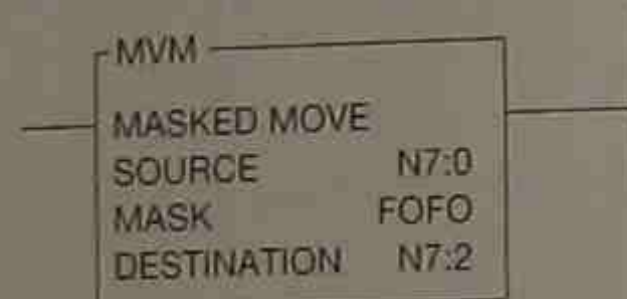 MVM
MASKED MOVE
SOURCE N7:0
MASK FOFO
DESTINATION N7:2